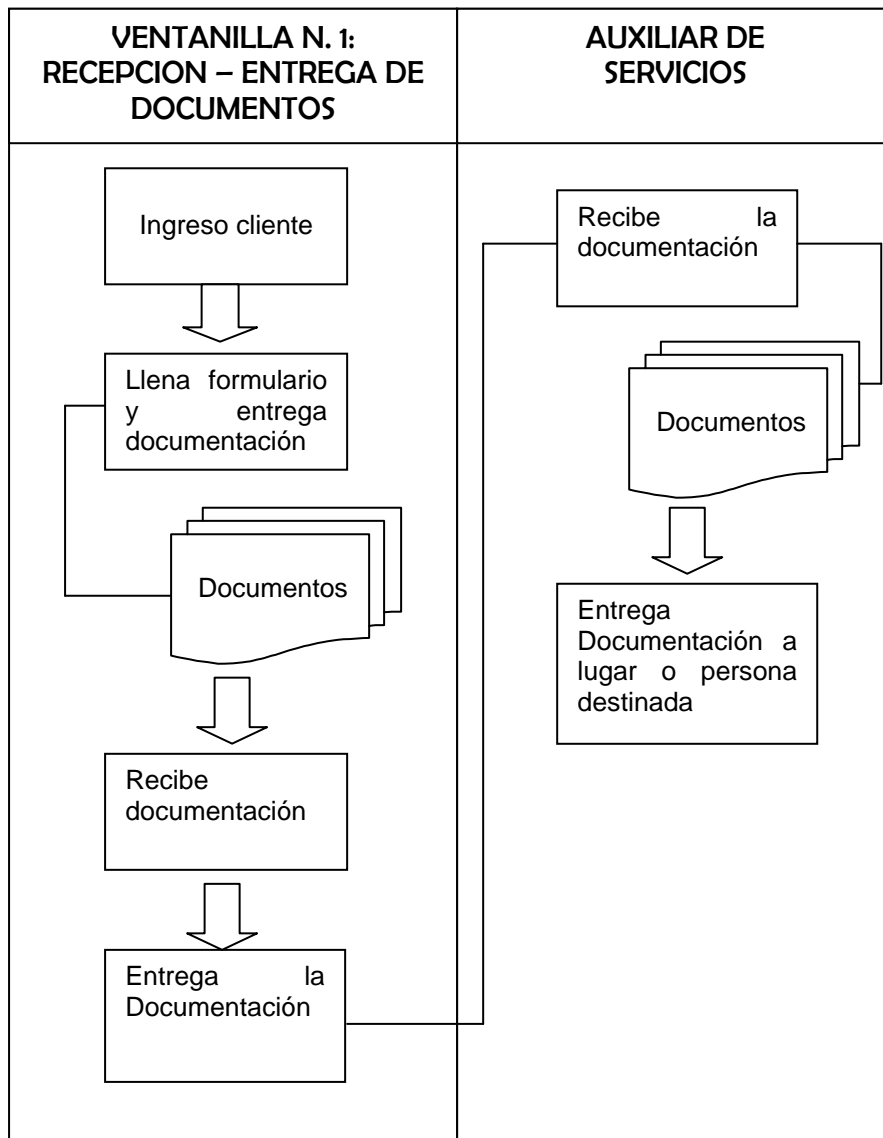 VENTANILLA N. 1:
RECEPCION – ENTREGA DE
DOCUMENTOS
Ingreso cliente
Llena formulario
y entrega
documentación
Documentos
Recibe
documentación
Entrega la
Documentación
AUXILIAR DE
SERVICIOS
Recibe la
documentación
Documentos
Entrega
Documentación a
lugar o persona
destinada